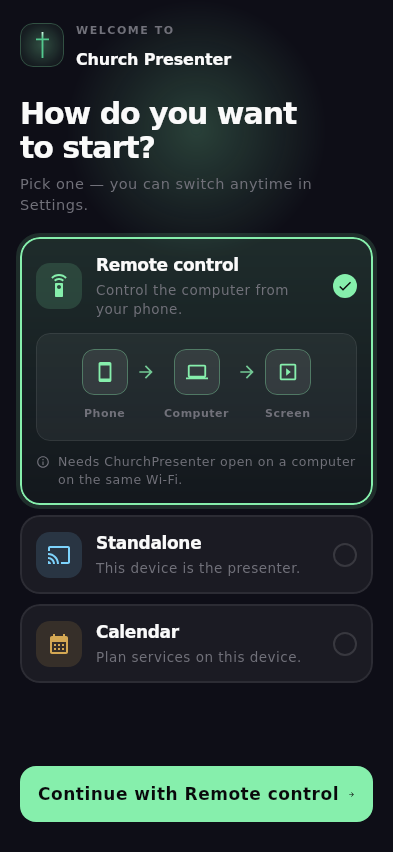 WELCOME TO
Church Presenter
How do you want
to start?
Pick one — you can switch anytime in
Settings.
Remote control
Control the computer from
your phone.
Phone
Computer
Screen
Needs ChurchPresenter open on a computer
on the same Wi-Fi.
Standalone
This device is the presenter.
Calendar
Plan services on this device.
Continue with Remote control